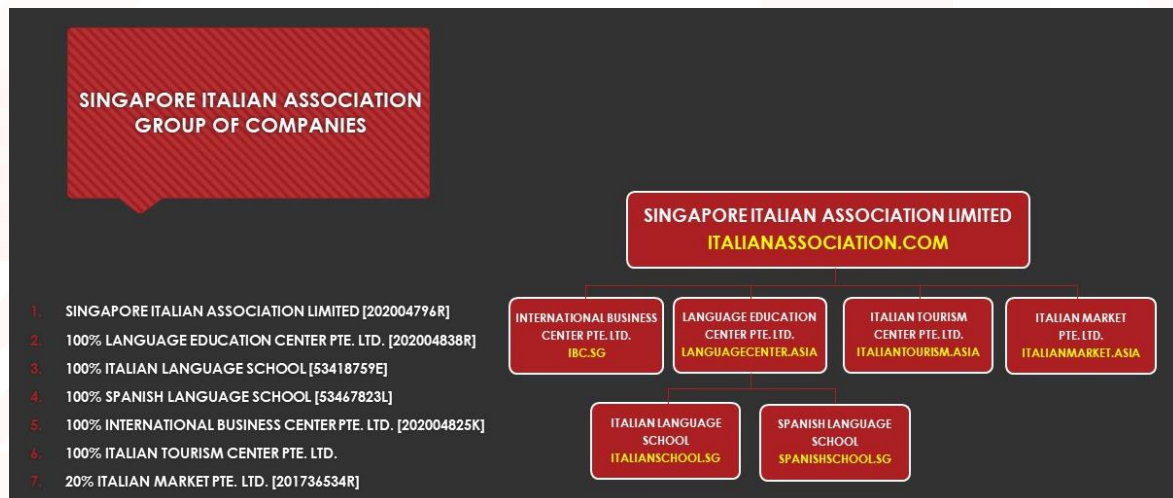 SINGAPORE ITALIAN ASSOCIATION
GROUP OF COMPANIES
1. SINGAPORE ITALIAN ASSOCIATION LIMITED [202004796R]
2. 100% LANGUAGE EDUCATION CENTER PTE. LTD. [202004838R]
3. 100% ITALIAN LANGUAGE SCHOOL [53418759E]
4. 100% SPANISH LANGUAGE SCHOOL [53467823L]
5. 100% INTERNATIONAL BUSINESS CENTER PTE. LTD. [202004825K]
6. 100% ITALIAN TOURISM CENTER PTE. LTD.
7. 20% ITALIAN MARKET PTE. LTD. [201736534R]
SINGAPORE ITALIAN ASSOCIATION LIMITED
ITALIANASSOCIATION.COM
INTERNATIONAL BUSINESS
CENTER PTE. LTD.
IBC.SG
LANGUAGE EDUCATION
CENTER PTE. LTD.
LANGUAGECENTER.ASIA
ITALIAN TOURISM
CENTER PTE. LTD.
ITALIANTOURISM.ASIA
ITALIAN MARKET
PTE. LTD.
ITALIANMARKET.ASIA
ITALIAN LANGUAGE
SCHOOL
ITALIANSCHOOL.SG
SPANISH LANGUAGE
SCHOOL
SPANISHSCHOOL.SG